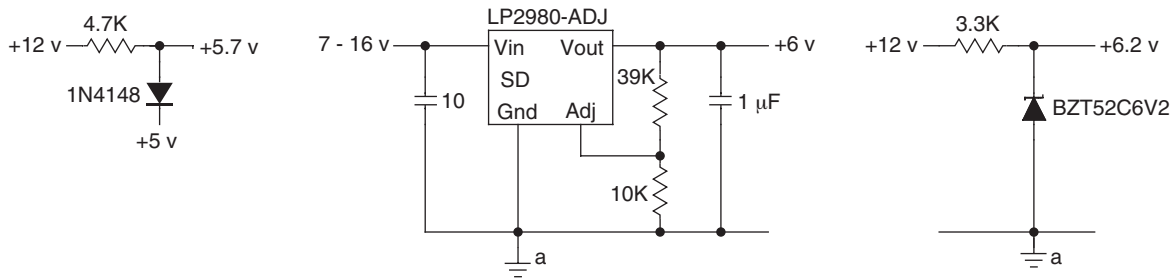 4.7K
+12 v
+5.7 v
1N4148
+5 v
LP2980-ADJ
7 - 16 v
Vin
Vout
+6 v
SD
39K
10
1 µF
Gnd
Adj
10K
a
3.3K
+12 v
+6.2 v
BZT52C6V2
a